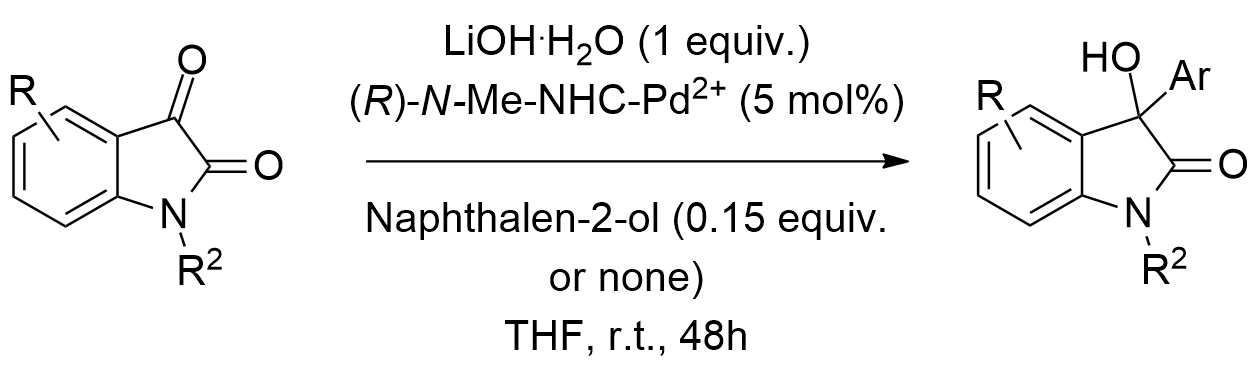 LiOH·H₂O (1 equiv.)
(R)-N-Me-NHC-Pd²⁺ (5 mol%)
Naphthalen-2-ol (0.15 equiv.
or none)
THF, r.t., 48h
R
O
O
N
R²
HO
Ar
R
O
N
R²